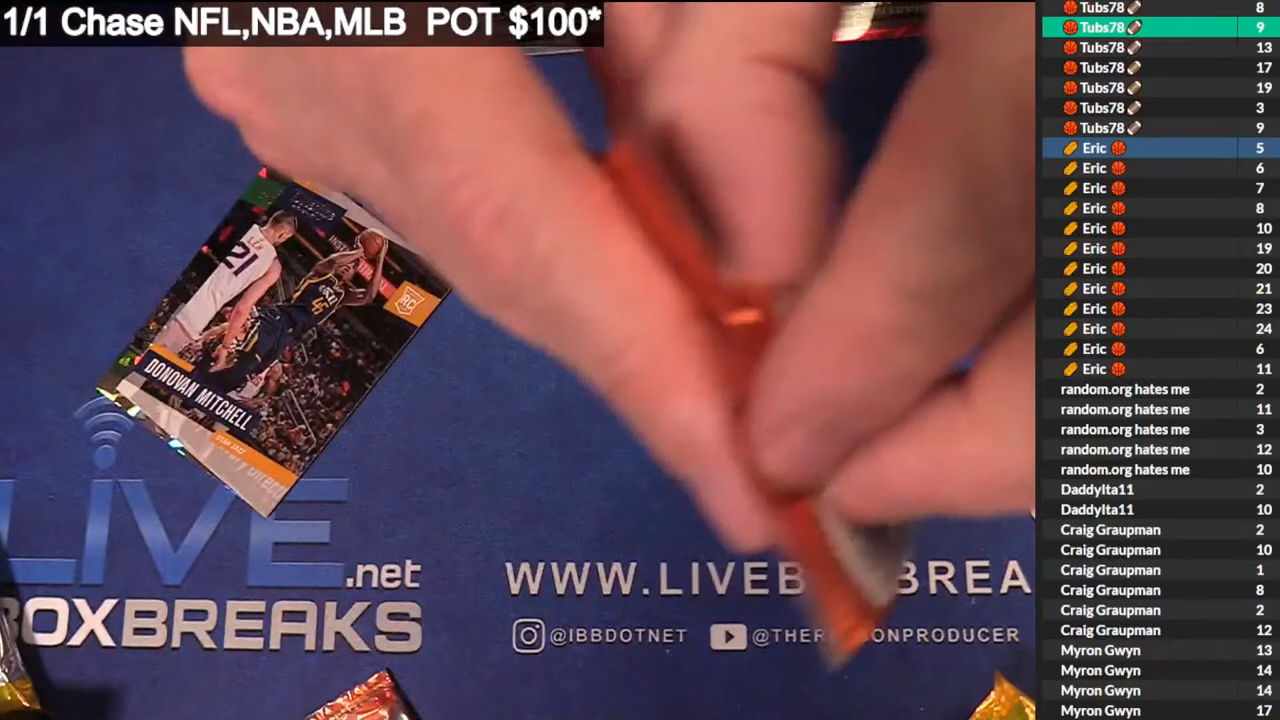 1/1 Chase NFL,NBA,MLB POT $100*
Tubs78 8
Tubs78 9
Tubs78 13
Tubs78 17
Tubs78 19
Tubs78 3
Tubs78 9
Eric 5
Eric 6
Eric 7
Eric 8
Eric 10
Eric 19
Eric 20
Eric 21
Eric 23
Eric 24
Eric 6
Eric 11
random.org hates me 2
random.org hates me 11
random.org hates me 3
random.org hates me 12
random.org hates me 10
DaddyIta11 2
DaddyIta11 10
Craig Graupman 2
Craig Graupman 10
Craig Graupman 1
Craig Graupman 8
Craig Graupman 2
Craig Graupman 12
Myron Gwyn 13
Myron Gwyn 14
Myron Gwyn 14
Myron Gwyn 17
21
45
RC
DONOVAN MITCHELL
UTAH JAZZ
LIVE
.net
BOXBREAKS
WWW.LIVEB BREA
@IBBDOTNET
@THER ONPRODUCER